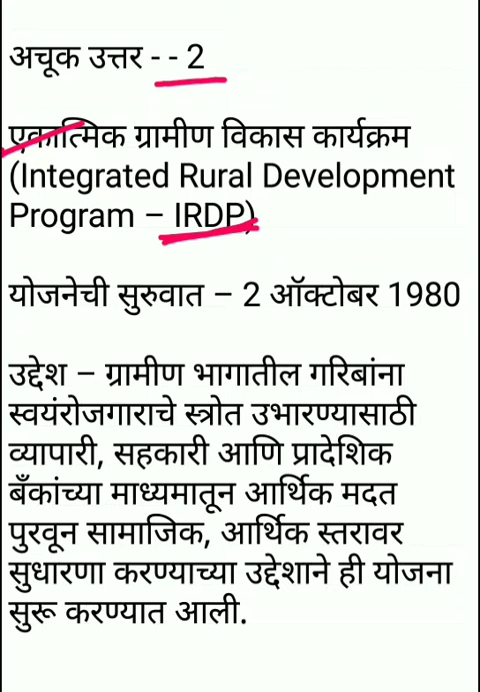 अचूक उत्तर - - 2
एकात्मिक ग्रामीण विकास कार्यक्रम
(Integrated Rural Development
Program – IRDP)
योजनेची सुरुवात – 2 ऑक्टोबर 1980
उद्देश – ग्रामीण भागातील गरिबांना
स्वयंरोजगाराचे स्त्रोत उभारण्यासाठी
व्यापारी, सहकारी आणि प्रादेशिक
बँकांच्या माध्यमातून आर्थिक मदत
पुरवून सामाजिक, आर्थिक स्तरावर
सुधारणा करण्याच्या उद्देशाने ही योजना
सुरू करण्यात आली.